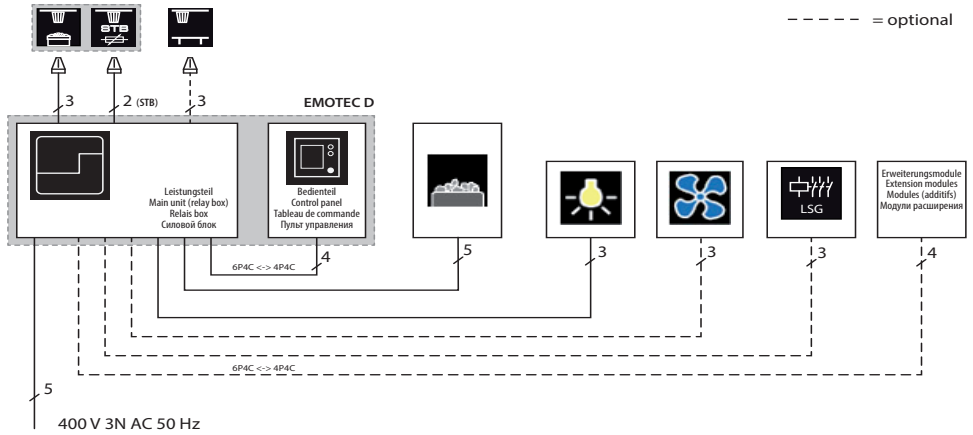 = optional
STB
3
2 (STB)
3
EMOTEC D
Leistungsteil
Main unit (relay box)
Relais box
Силовой блок
Bedienteil
Control panel
Tableau de commande
Пульт управления
LSG
Erweiterungsmodule
Extension modules
Modules (additifs)
Модули расширения
4
5
3
3
3
4
6P4C <-> 4P4C
6P4C <-> 4P4C
5
400 V 3N AC 50 Hz